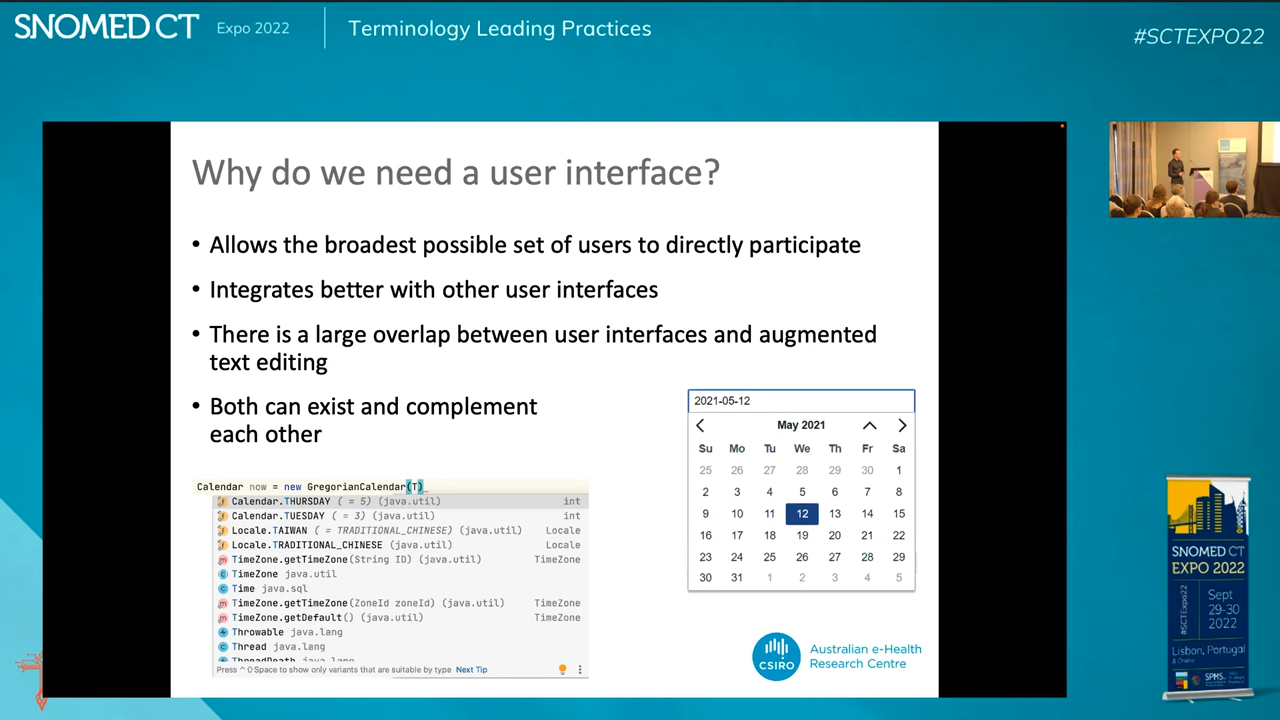 SNOMED CT Expo 2022 Terminology Leading Practices
#SCTEXPO22
Why do we need a user interface?
• Allows the broadest possible set of users to directly participate
• Integrates better with other user interfaces
• There is a large overlap between user interfaces and augmented
text editing
• Both can exist and complement
each other
Calendar now = new GregorianCalendar(T)
Calendar.THURSDAY ( = 5) (java.util) int
Calendar.TUESDAY ( = 3) (java.util) int
Locale.TAIWAN ( = TRADITIONAL_CHINESE) (java.util) Locale
Locale.TRADITIONAL_CHINESE (java.util) Locale
TimeZone.getTimeZone(String ID) (java.util) TimeZone
TimeZone java.util
Time java.sql
TimeZone.getTimeZone(ZoneId zoneId) (java.util) TimeZone
TimeZone.getDefault() (java.util) TimeZone
Throwable java.lang
Thread java.lang
ThreadDeath java.lang
Press ^⇧Space to show only variants that are suitable by type Next Tip
2021-05-12
May 2021
Su Mo Tu We Th Fr Sa
25 26 27 28 29 30 1
2 3 4 5 6 7 8
9 10 11 12 13 14 15
16 17 18 19 20 21 22
23 24 25 26 27 28 29
30 31 1 2 3 4 5
CSIRO
Australian e-Health
Research Centre
SNOMED CT
EXPO 2022
#SCTExpo22
Sept
29-30
2022
Lisbon, Portugal
& Online
SPMS